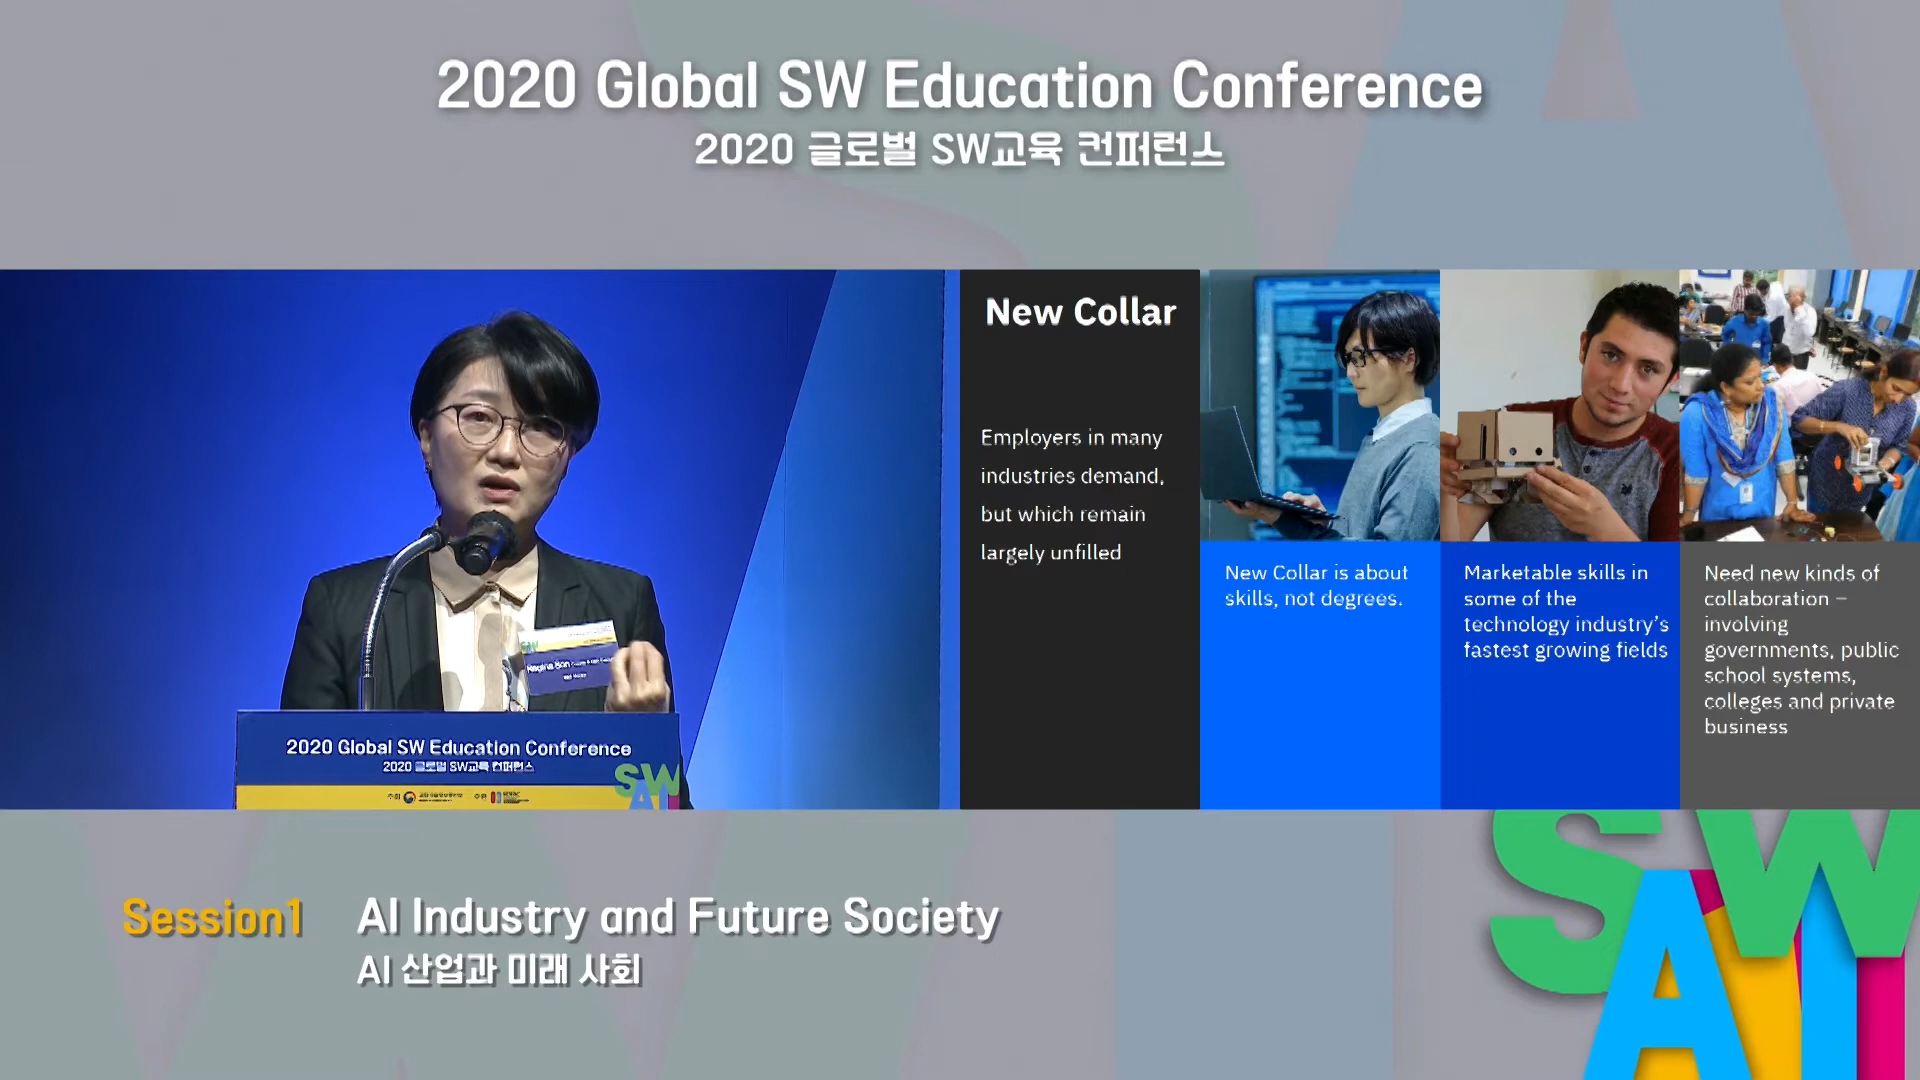 2020 Global SW Education Conference
2020 글로벌 SW교육 컨퍼런스
New Collar
Employers in many
industries demand,
but which remain
largely unfilled
New Collar is about
skills, not degrees.
Marketable skills in
some of the
technology industry's
fastest growing fields
Need new kinds of
collaboration –
involving
governments, public
school systems,
colleges and private
business
SW
2020 Global SW Education Conference
2020 글로벌 SW교육 컨퍼런스
주최
주관
SW
AI
Session1
AI Industry and Future Society
AI 산업과 미래 사회
SW
AI